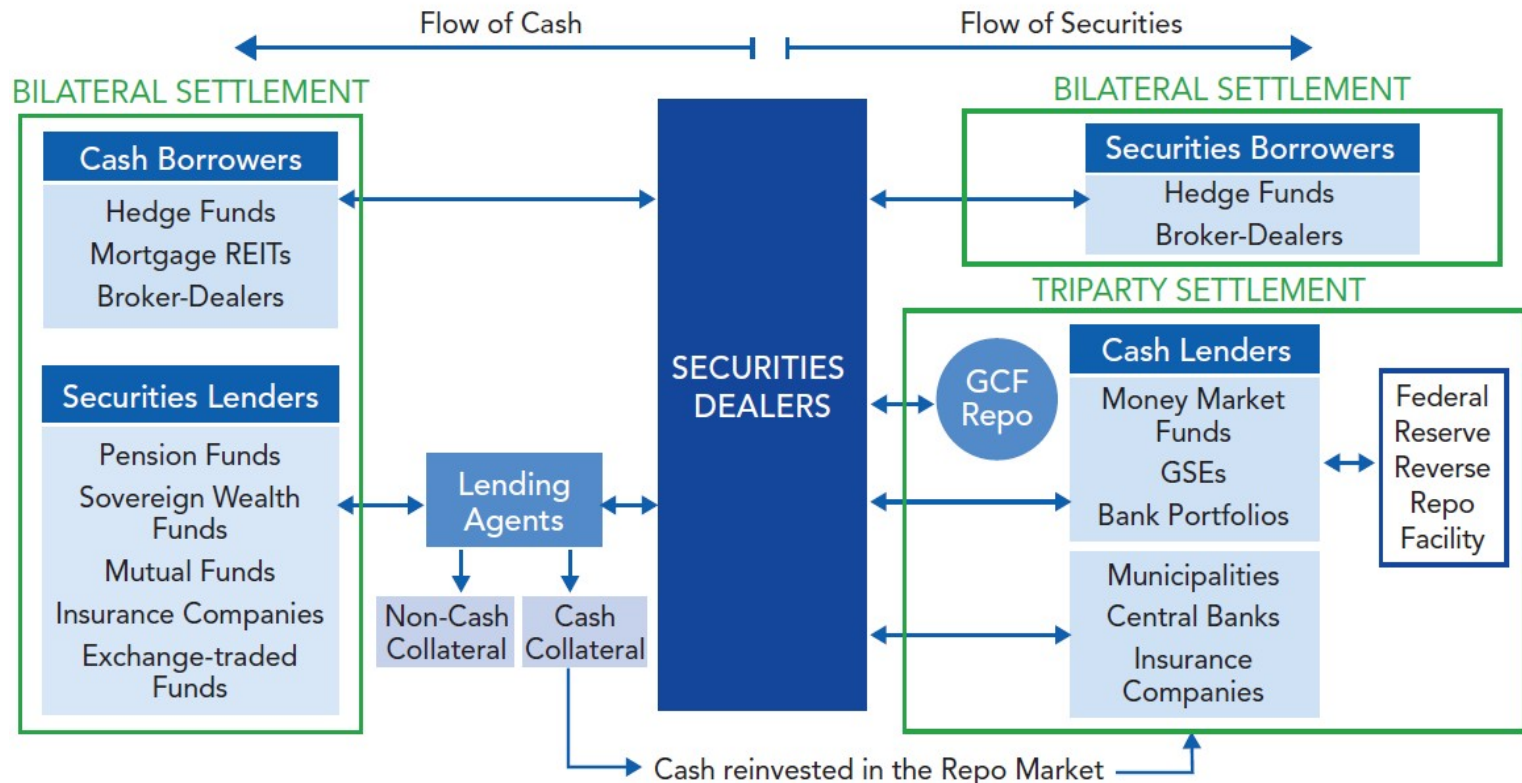 Flow of Cash
Flow of Securities
BILATERAL SETTLEMENT
Cash Borrowers
Hedge Funds
Mortgage REITs
Broker-Dealers
Securities Lenders
Pension Funds
Sovereign Wealth
Funds
Mutual Funds
Insurance Companies
Exchange-traded
Funds
Lending
Agents
Non-Cash
Collateral
Cash
Collateral
SECURITIES
DEALERS
BILATERAL SETTLEMENT
Securities Borrowers
Hedge Funds
Broker-Dealers
TRIPARTY SETTLEMENT
GCF
Repo
Cash Lenders
Money Market
Funds
GSEs
Bank Portfolios
Municipalities
Central Banks
Insurance
Companies
Federal
Reserve
Reverse
Repo
Facility
Cash reinvested in the Repo Market